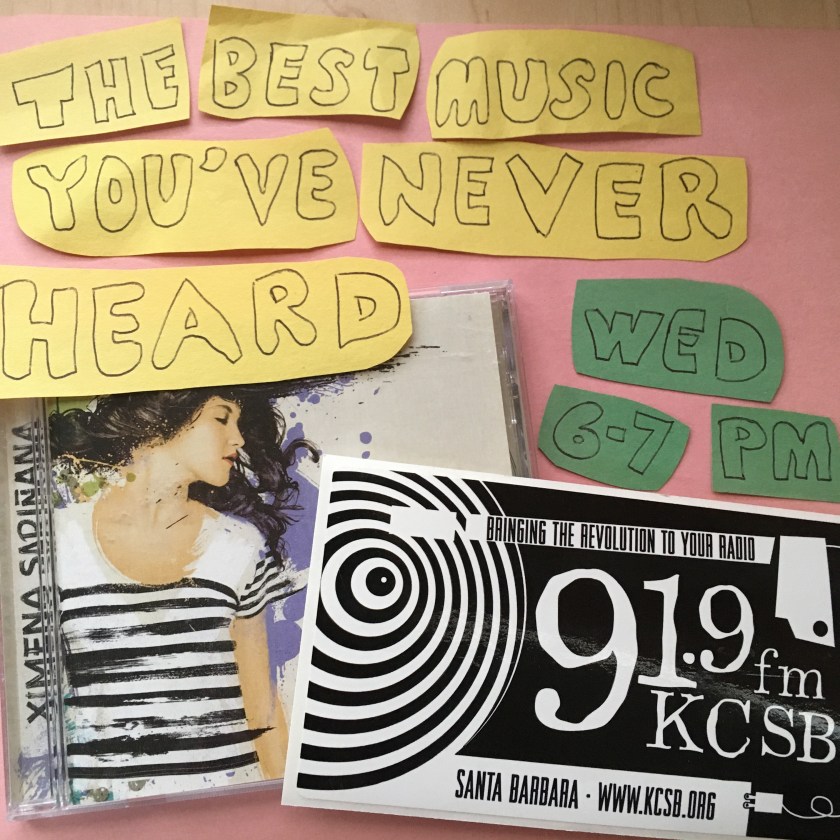 THE BEST MUSIC
YOU'VE NEVER
HEARD
WED
6-7 PM
XIMENA SARIÑANA
BRINGING THE REVOLUTION TO YOUR RADIO
91.9 fm
KCSB
SANTA BARBARA · WWW.KCSB.ORG